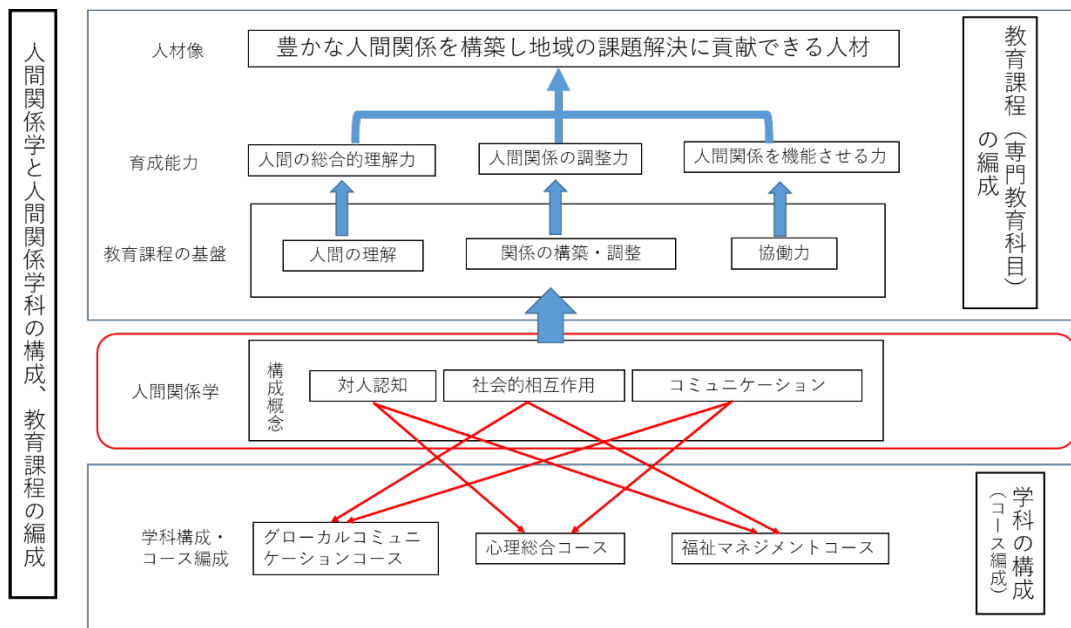 人間関係学と人間関係学科の構成、教育課程の編成
教育課程（専門教育科目）
の編成
人材像
豊かな人間関係を構築し地域の課題解決に貢献できる人材
育成能力
人間の総合的理解力
人間関係の調整力
人間関係を機能させる力
教育課程の基盤
人間の理解
関係の構築・調整
協働力
人間関係学
構成概念
対人認知
社会的相互作用
コミュニケーション
学科の構成
（コース編成）
学科構成・
コース編成
グローカルコミュニ
ケーションコース
心理総合コース
福祉マネジメントコース